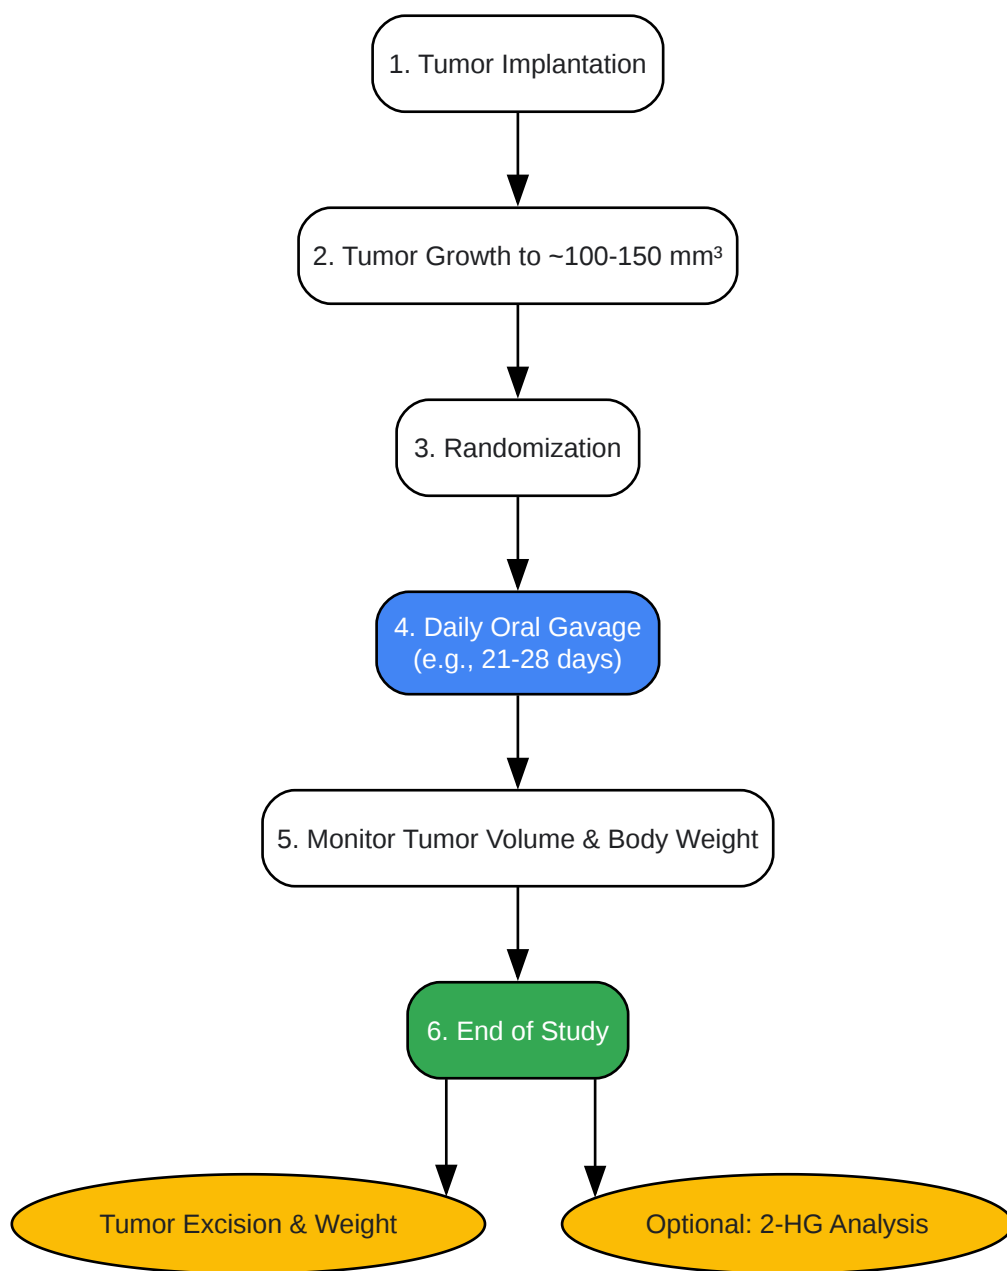 1. Tumor Implantation
2. Tumor Growth to ~100-150 mm³
3. Randomization
4. Daily Oral Gavage
(e.g., 21-28 days)
5. Monitor Tumor Volume & Body Weight
6. End of Study
Tumor Excision & Weight
Optional: 2-HG Analysis